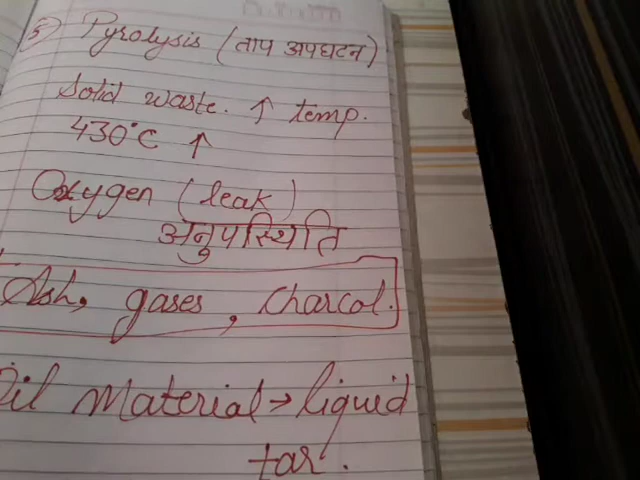 5) Pyrolysis (ताप अपघटन)
Solid waste. ↑ temp.
430°C ↑
Oxygen (leak)
अनुपस्थिति
Ash, gases, Charcol.
Oil Material → liquid
tar.